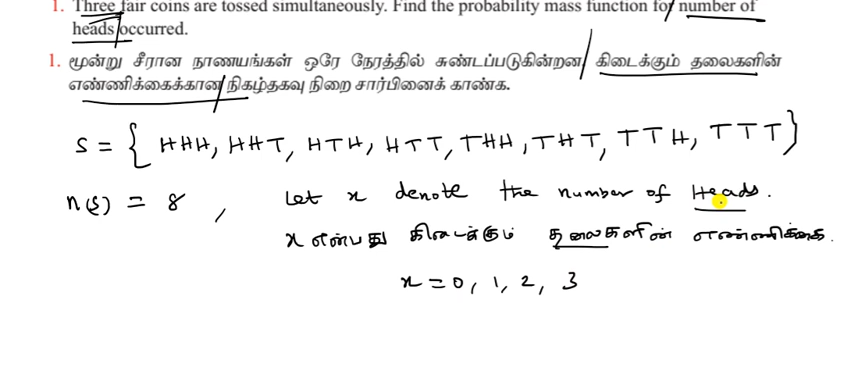 1. Three fair coins are tossed simultaneously. Find the probability mass function for number of
heads occurred.
1. மூன்று சீரான நாணயங்கள் ஒரே நேரத்தில் சுண்டப்படுகின்றன கிடைக்கும் தலைகளின்
எண்ணிக்கைக்கான நிகழ்தகவு நிறை சார்பினைக் காண்க.
S = { HHH, HHT, HTH, HTT, THH, THT, TTH, TTT}
n(s) = 8 , Let x denote the number of Heads.
x என்பது கிடைக்கும் தலைகளின் எண்ணிக்கை.
x = 0, 1, 2, 3